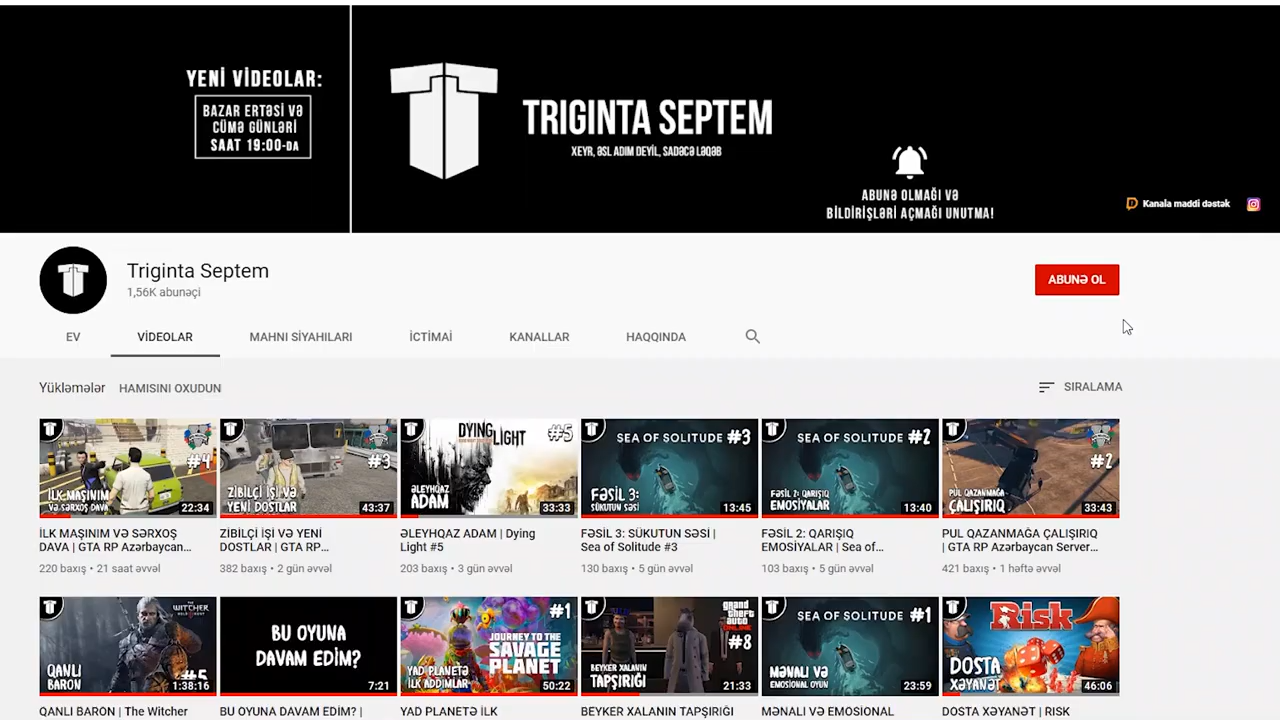 YENİ VİDEOLAR:
BAZAR ERTƏSİ VƏ
CÜMƏ GÜNLƏRİ
SAAT 19:00-DA
TRIGINTA SEPTEM
XEYR, ƏSL ADIM DEYİL, SADƏCƏ LƏQƏB
ABUNƏ OLMAĞI VƏ
BİLDİRİŞLƏRİ AÇMAĞI UNUTMA!
Kanala maddi dəstək
Triginta Septem
1,56K abunəçi
ABUNƏ OL
EV
VİDEOLAR
MAHNI SİYAHILARI
İCTİMAİ
KANALLAR
HAQQINDA
Yükləmələr
HAMISINI OXUDUN
SIRALAMA
#4
İLK MAŞINIM
VƏ SƏRXOŞ DAVA
22:34
#3
ZİBİLÇİ İŞİ VƏ
YENİ DOSTLAR
43:37
DYING LIGHT
#5
ƏLEYHQAZ
ADAM
33:33
SEA OF SOLITUDE #3
FƏSİL 3:
SÜKUTUN SƏSİ
13:45
SEA OF SOLITUDE #2
FƏSİL 2: QARIŞIQ
EMOSİYALAR
13:40
#2
PUL QAZANMAĞA
ÇALIŞIRIQ
33:43
İLK MAŞINIM VƏ SƏRXOŞ
DAVA | GTA RP Azərbaycan...
220 baxış • 21 saat əvvəl
ZİBİLÇİ İŞİ VƏ YENİ
DOSTLAR | GTA RP...
382 baxış • 2 gün əvvəl
ƏLEYHQAZ ADAM | Dying
Light #5
203 baxış • 3 gün əvvəl
FƏSİL 3: SÜKUTUN SƏSİ |
Sea of Solitude #3
130 baxış • 5 gün əvvəl
FƏSİL 2: QARIŞIQ
EMOSİYALAR | Sea of...
103 baxış • 5 gün əvvəl
PUL QAZANMAĞA ÇALIŞIRIQ
| GTA RP Azərbaycan Server...
421 baxış • 1 həftə əvvəl
THE WITCHER
WILD HUNT
QANLI
BARON
#5
1:38:16
BU OYUNA
DAVAM EDİM?
7:21
#1
JOURNEY TO THE
SAVAGE
PLANET
YAD PLANETƏ
İLK ADDIMLAR
50:22
grand
theft
auto
ONLINE
#8
BEYKER XALANIN
TAPŞIRIĞI
21:33
SEA OF SOLITUDE #1
MƏNALI VƏ
EMOSIONAL OYUN
23:59
RISK
DOSTA
XƏYANƏT
46:06
QANLI BARON | The Witcher
BU OYUNA DAVAM EDİM? |
YAD PLANETƏ İLK
BEYKER XALANIN TAPŞIRIĞI
MƏNALI VƏ EMOSIONAL
DOSTA XƏYANƏT | RISK